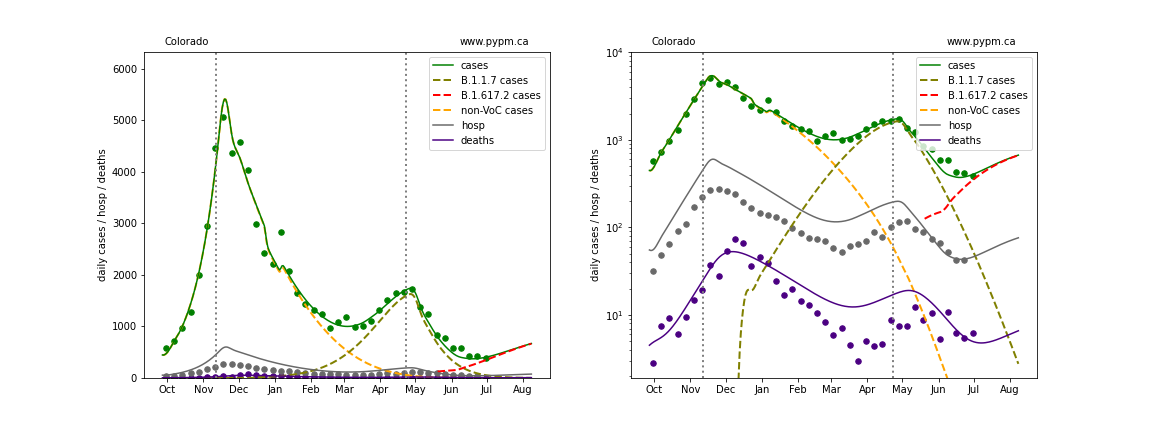 Colorado
www.pypm.ca
daily cases / hosp / deaths
6000
5000
4000
3000
2000
1000
0
Oct Nov Dec Jan Feb Mar Apr May Jun Jul Aug
cases
B.1.1.7 cases
B.1.617.2 cases
non-VoC cases
hosp
deaths
Colorado
www.pypm.ca
daily cases / hosp / deaths
10⁴
10³
10²
10¹
Oct Nov Dec Jan Feb Mar Apr May Jun Jul Aug
cases
B.1.1.7 cases
B.1.617.2 cases
non-VoC cases
hosp
deaths